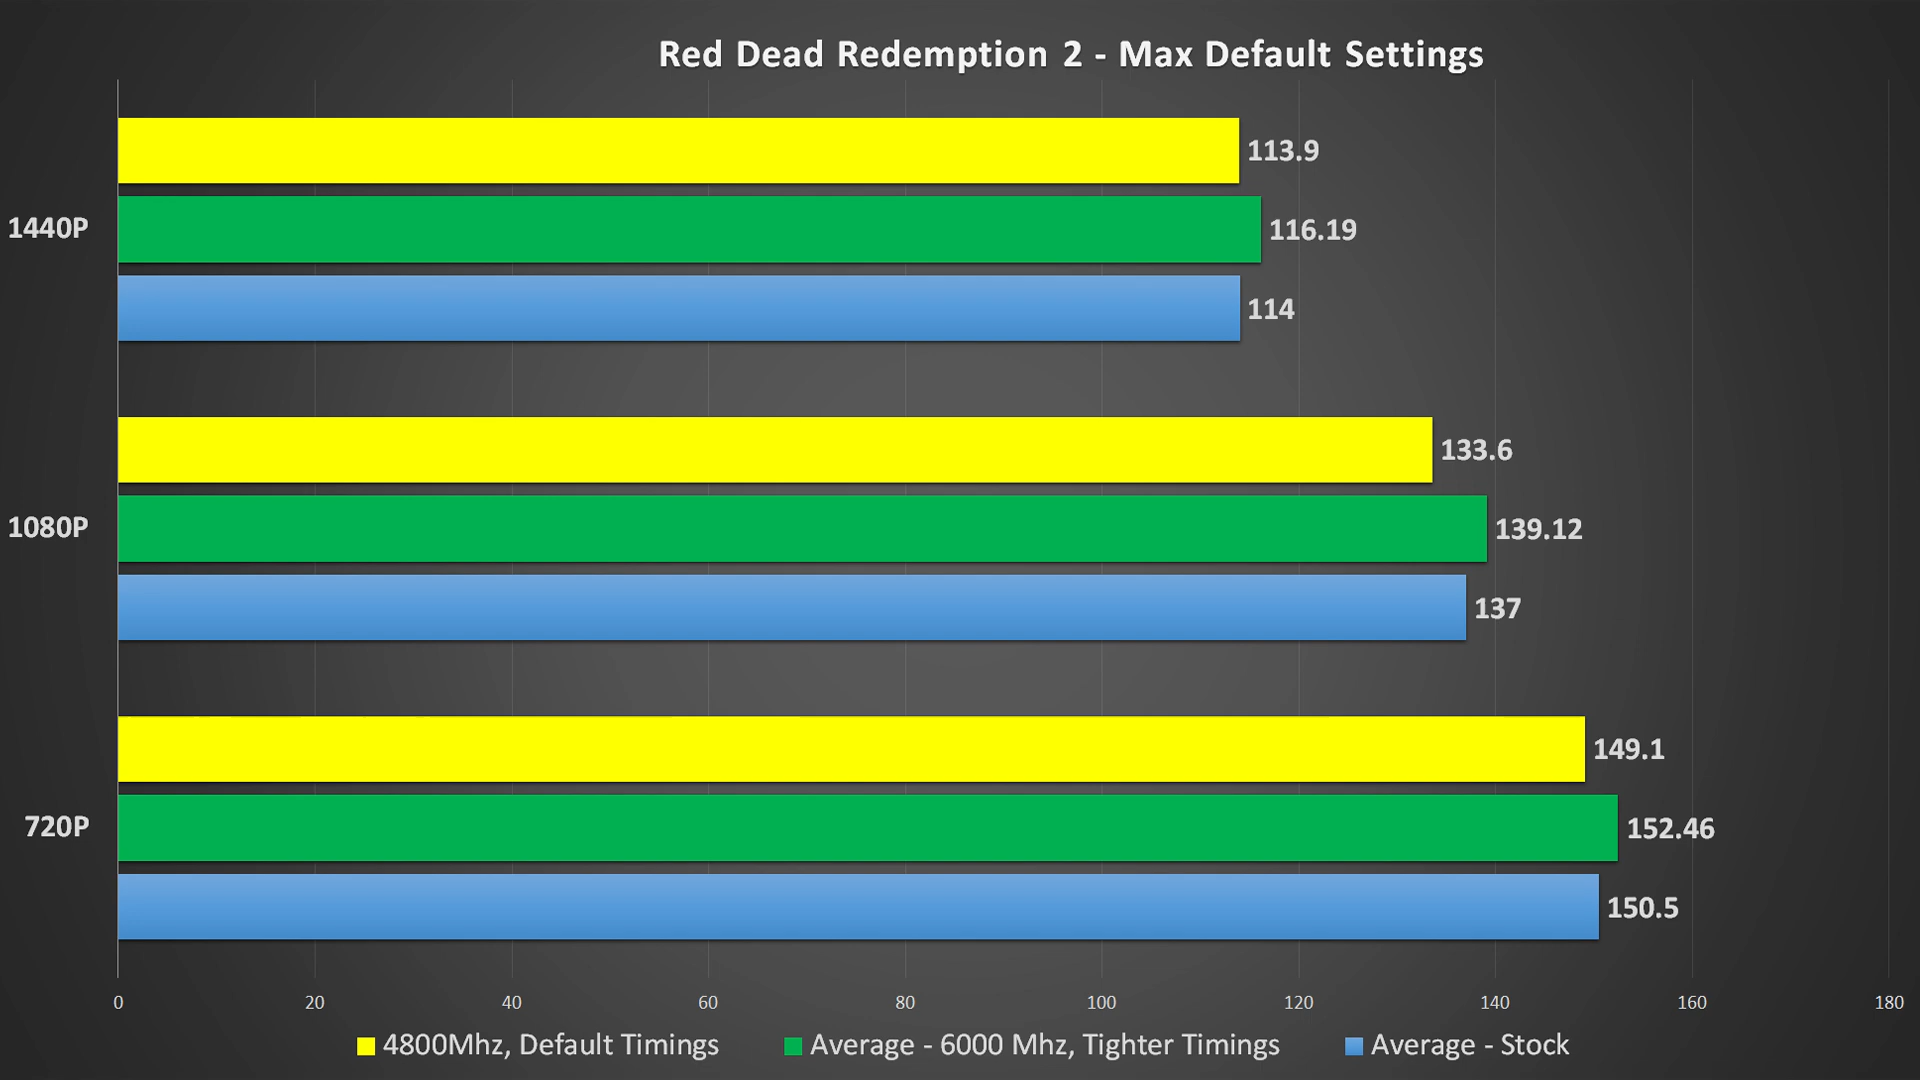 Red Dead Redemption 2 - Max Default Settings
1440P
113.9
116.19
114
1080P
133.6
139.12
137
720P
149.1
152.46
150.5
0 20 40 60 80 100 120 140 160 180
4800Mhz, Default Timings Average - 6000 Mhz, Tighter Timings Average - Stock